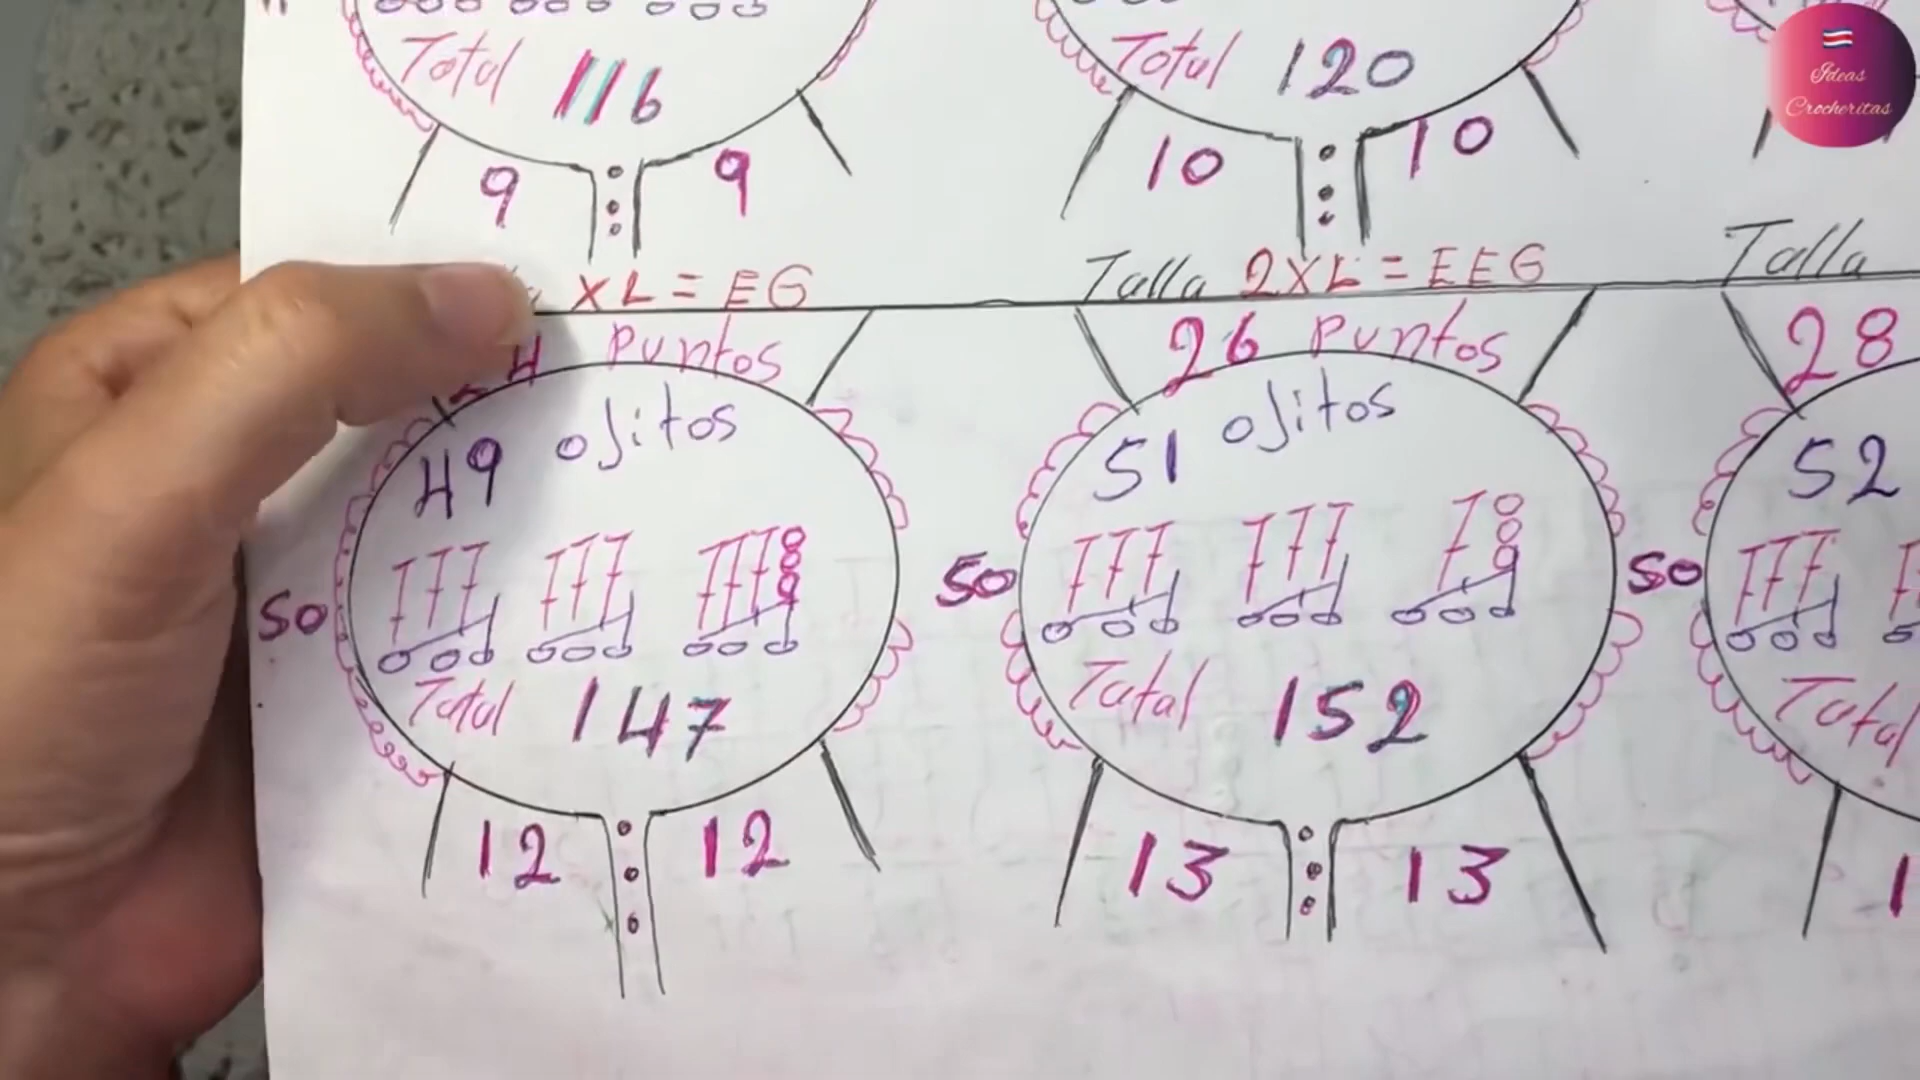 Total 116
9 9
Total 120
10 10
XL = EG
Talla 2XL = EEG
Talla
puntos
49 ojitos
50
Total 147
12 12
26 puntos
51 ojitos
50
Total 152
13 13
28
52
50
Total
1
Ideas
Crocheritas